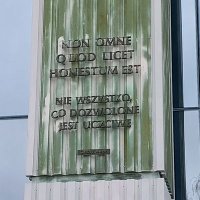 NON OMNE
QUOD LICET
HONESTUM EST
NIE WSZYSTKO,
CO DOZWOLONE
JEST UCZCIWE